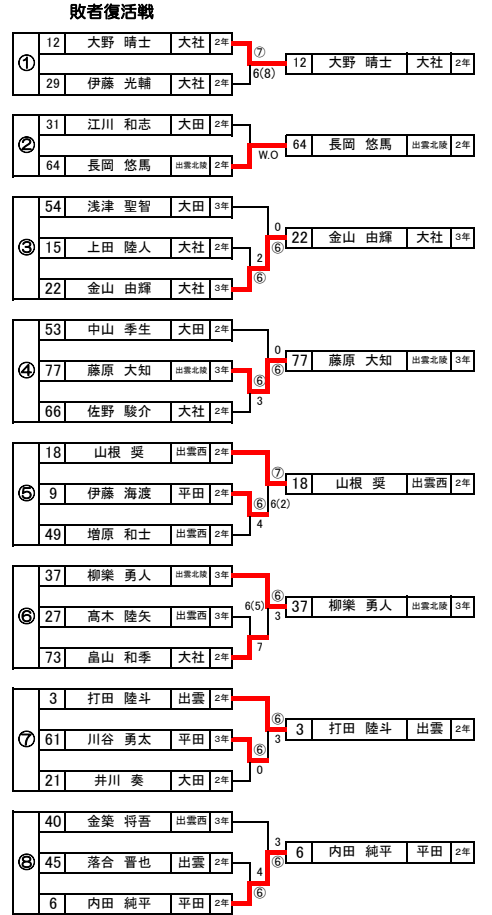 敗者復活戦
① 12 大野 晴士 大社 2年
⑦ 12 大野 晴士 大社 2年
6(8)
29 伊藤 光輔 大社 2年
② 31 江川 和志 大田 2年
64 長岡 悠馬 出雲北陵 2年
W.O
64 長岡 悠馬 出雲北陵 2年
③ 54 浅津 聖智 大田 3年
0
22 金山 由輝 大社 3年
⑥
15 上田 陸人 大社 2年
2
⑥
22 金山 由輝 大社 3年
④ 53 中山 季生 大田 2年
0
77 藤原 大知 出雲北陵 3年
⑥
77 藤原 大知 出雲北陵 3年
⑥
3
66 佐野 駿介 大社 2年
⑤ 18 山根 奨 出雲西 2年
⑦
18 山根 奨 出雲西 2年
9 伊藤 海渡 平田 2年
⑥ 6(2)
4
49 増原 和士 出雲西 2年
⑥ 37 柳樂 勇人 出雲北陵 3年
⑥
6(5) 37 柳樂 勇人 出雲北陵 3年
3
27 髙木 陸矢 出雲西 3年
7
73 畠山 和季 大社 2年
⑦ 3 打田 陸斗 出雲 2年
⑥
3 打田 陸斗 出雲 2年
3
61 川谷 勇太 平田 3年
⑥
0
21 井川 奏 大田 2年
⑧ 40 金築 将吾 出雲西 3年
3
6 内田 純平 平田 2年
⑥
45 落合 晋也 出雲 2年
4
⑥
6 内田 純平 平田 2年